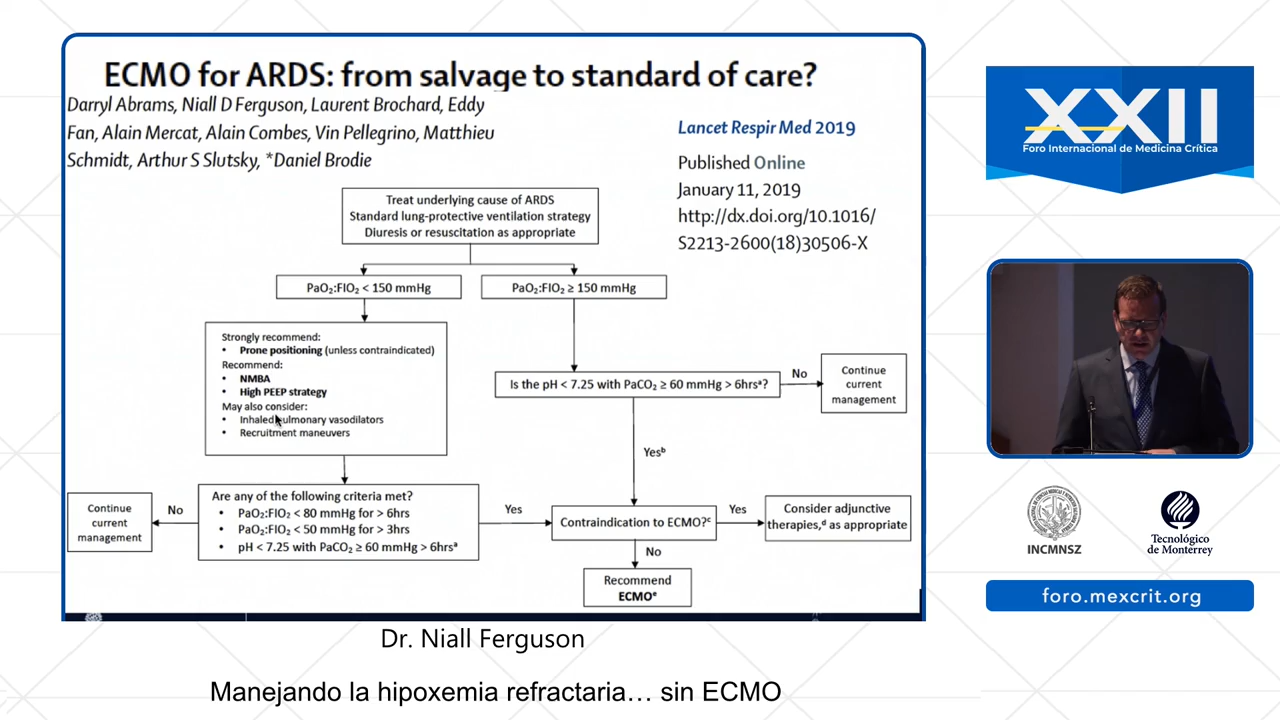 ECMO for ARDS: from salvage to standard of care?
Darryl Abrams, Niall D Ferguson, Laurent Brochard, Eddy
Fan, Alain Mercat, Alain Combes, Vin Pellegrino, Matthieu
Schmidt, Arthur S Slutsky, *Daniel Brodie
Lancet Respir Med 2019
Published Online
January 11, 2019
http://dx.doi.org/10.1016/
S2213-2600(18)30506-X
Treat underlying cause of ARDS
Standard lung-protective ventilation strategy
Diuresis or resuscitation as appropriate
PaO₂:FIO₂ < 150 mmHg
PaO₂:FIO₂ ≥ 150 mmHg
Strongly recommend:
• Prone positioning (unless contraindicated)
Recommend:
• NMBA
• High PEEP strategy
May also consider:
• Inhaled pulmonary vasodilators
• Recruitment maneuvers
Is the pH < 7.25 with PaCO₂ ≥ 60 mmHg > 6hrsᵃ?
No
Continue
current
management
Yesᵇ
Are any of the following criteria met?
• PaO₂:FIO₂ < 80 mmHg for > 6hrs
• PaO₂:FIO₂ < 50 mmHg for > 3hrs
• pH < 7.25 with PaCO₂ ≥ 60 mmHg > 6hrsᵃ
No
Continue
current
management
Yes
Contraindication to ECMO?ᶜ
Yes
Consider adjunctive
therapies,ᵈ as appropriate
No
Recommend
ECMOᵉ
XXII
Foro Internacional de Medicina Crítica
INCMNSZ
Tecnológico
de Monterrey
foro.mexcrit.org
Dr. Niall Ferguson
Manejando la hipoxemia refractaria… sin ECMO